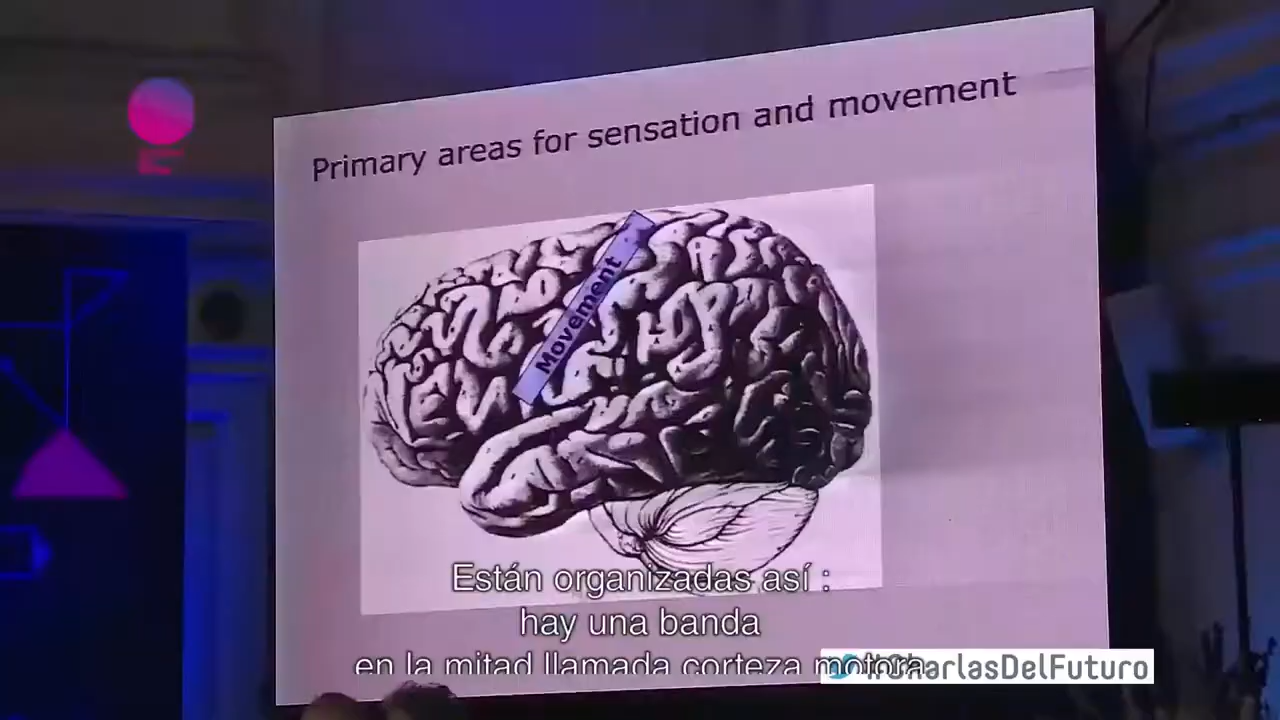 Primary areas for sensation and movement
Movement
Están organizadas así :
hay una banda
en la mitad llamada corteza motora
#CharlasDelFuturo